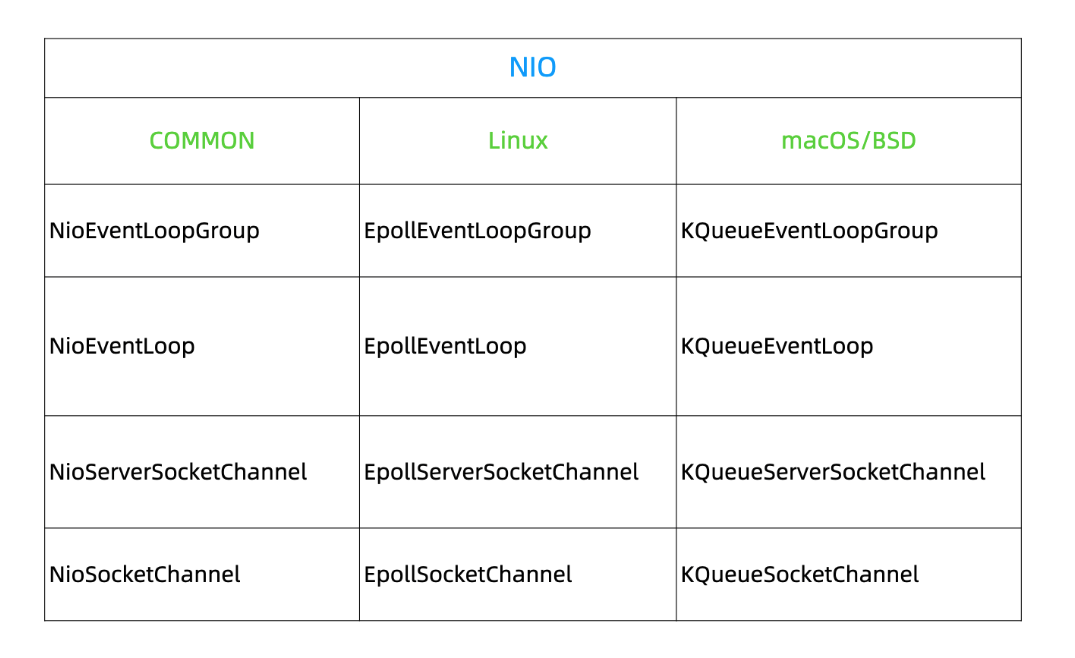 NIO
COMMON Linux macOS/BSD
NioEventLoopGroup EpollEventLoopGroup KQueueEventLoopGroup
NioEventLoop EpollEventLoop KQueueEventLoop
NioServerSocketChannel EpollServerSocketChannel KQueueServerSocketChannel
NioSocketChannel EpollSocketChannel KQueueSocketChannel